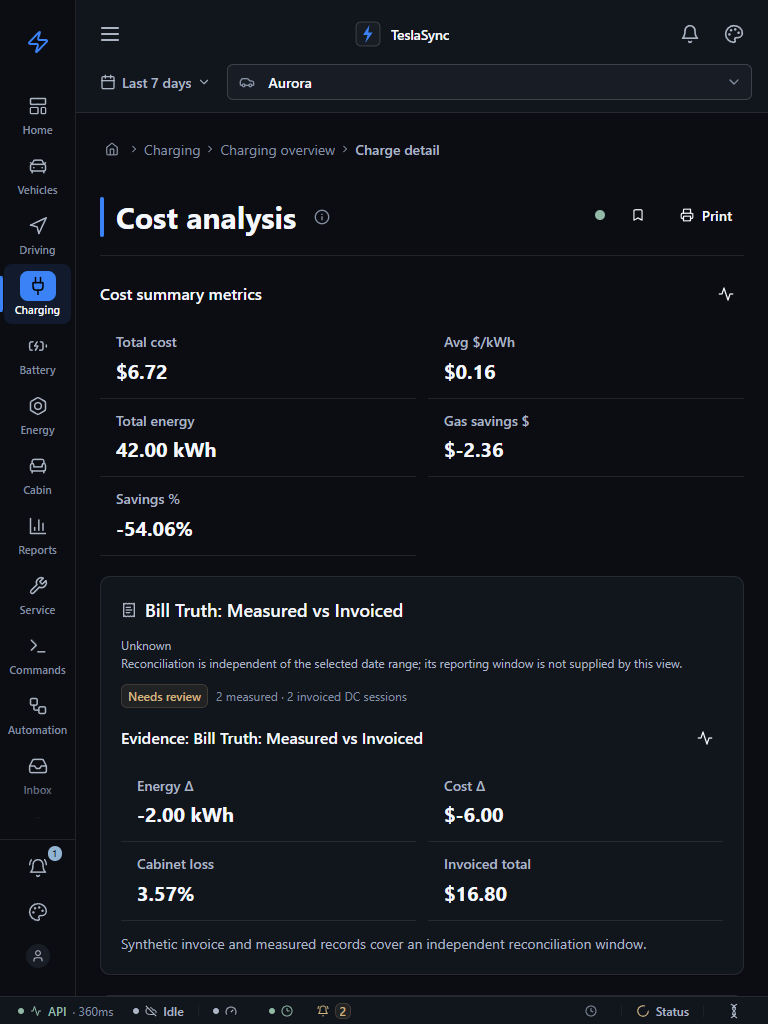 TeslaSync
Last 7 days
Aurora
Home
Vehicles
Driving
Charging
Battery
Energy
Cabin
Reports
Service
Commands
Automation
Inbox
1
Charging
Charging overview
Charge detail
Cost analysis
Print
Cost summary metrics
Total cost
$6.72
Avg $/kWh
$0.16
Total energy
42.00 kWh
Gas savings $
$-2.36
Savings %
-54.06%
Bill Truth: Measured vs Invoiced
Unknown
Reconciliation is independent of the selected date range; its reporting window is not supplied by this view.
Needs review
2 measured · 2 invoiced DC sessions
Evidence: Bill Truth: Measured vs Invoiced
Energy Δ
-2.00 kWh
Cost Δ
$-6.00
Cabinet loss
3.57%
Invoiced total
$16.80
Synthetic invoice and measured records cover an independent reconciliation window.
API · 360ms
Idle
2
Status